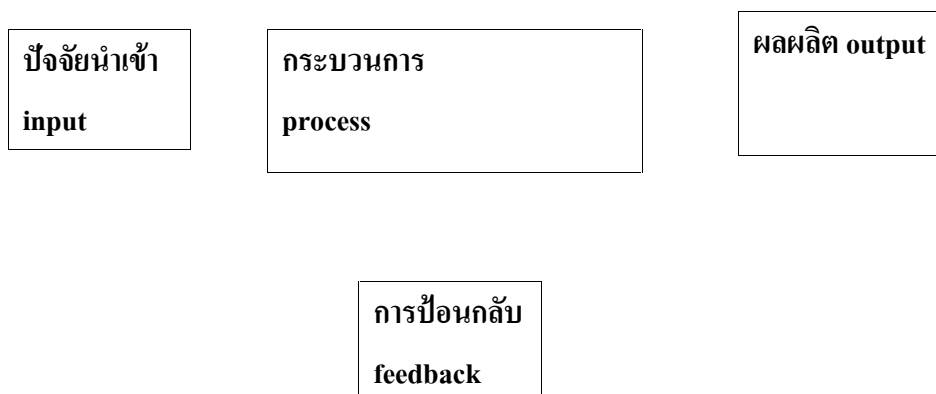 ปัจจัยนำเข้า
input
กระบวนการ
process
ผลผลิต output
การป้อนกลับ
feedback